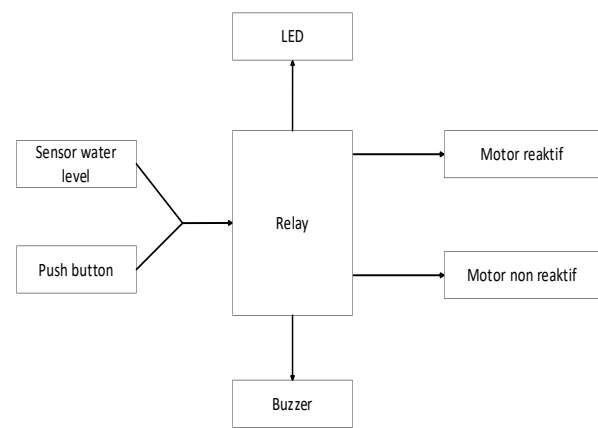 LED
Sensor water
level
Motor reaktif
Relay
Push button
Motor non reaktif
Buzzer